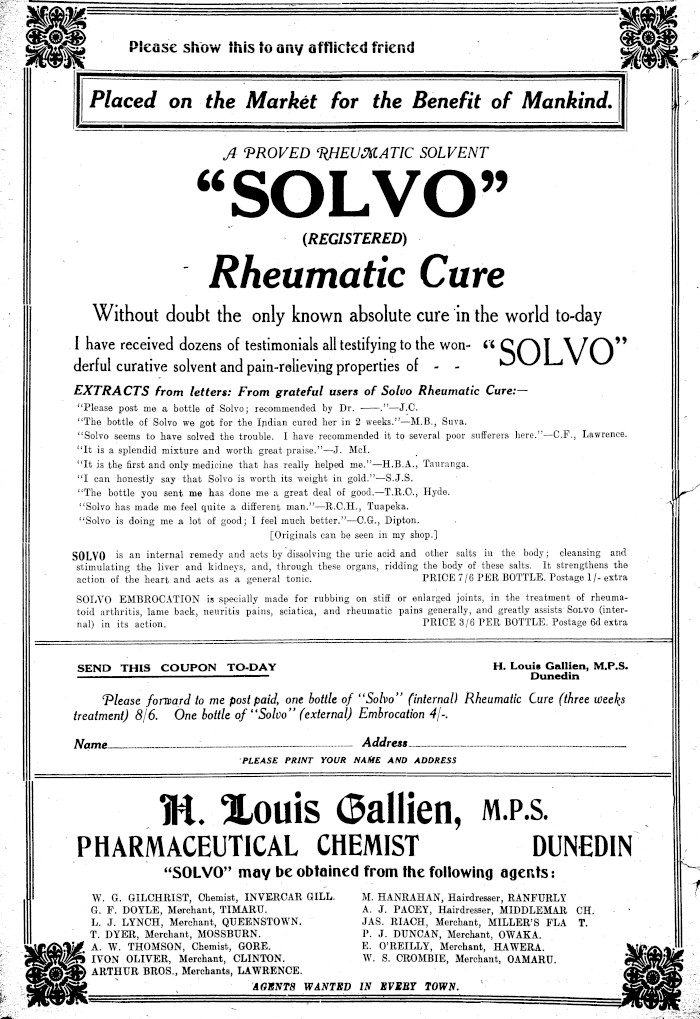 Please show this to any afflicted friend
Placed on the Market for the Benefit of Mankind.
A PROVED RHEUMATIC SOLVENT
"SOLVO"
(REGISTERED)
Rheumatic Cure
Without doubt the only known absolute cure in the world to-day
I have received dozens of testimonials all testifying to the won-
derful curative solvent and pain-relieving properties of - - "SOLVO"
EXTRACTS from letters: From grateful users of Solvo Rheumatic Cure:—
"Please post me a bottle of Solvo; recommended by Dr. ——."—J.C.
"The bottle of Solvo we got for the Indian cured her in 2 weeks."—M.B., Suva.
"Solvo seems to have solved the trouble. I have recommended it to several poor sufferers here."—C.F., Lawrence.
"It is a splendid mixture and worth great praise."—J. McI.
"It is the first and only medicine that has really helped me."—H.B.A., Tauranga.
"I can honestly say that Solvo is worth its weight in gold."—S.J.S.
"The bottle you sent me has done me a great deal of good.—T.R.C., Hyde.
"Solvo has made me feel quite a different man."—R.C.H., Tuapeka.
"Solvo is doing me a lot of good; I feel much better."—C.G., Dipton.
[Originals can be seen in my shop.]
SOLVO is an internal remedy and acts by dissolving the uric acid and other salts in the body; cleansing and
stimulating the liver and kidneys, and, through these organs, ridding the body of these salts. It strengthens the
action of the heart and acts as a general tonic. PRICE 7/6 PER BOTTLE. Postage 1/- extra
SOLVO EMBROCATION is specially made for rubbing on stiff or enlarged joints, in the treatment of rheuma-
toid arthritis, lame back, neuritis pains, sciatica, and rheumatic pains generally, and greatly assists SOLVO (inter-
nal) in its action. PRICE 3/6 PER BOTTLE. Postage 6d extra
SEND THIS COUPON TO-DAY
H. Louis Gallien, M.P.S.
Dunedin
Please forward to me post paid, one bottle of "Solvo" (internal) Rheumatic Cure (three weeks
treatment) 8/6. One bottle of "Solvo" (external) Embrocation 4/-.
Name Address
PLEASE PRINT YOUR NAME AND ADDRESS
H. Louis Gallien, M.P.S.
PHARMACEUTICAL CHEMIST DUNEDIN
"SOLVO" may be obtained from the following agents:
W. G. GILCHRIST, Chemist, INVERCAR GILL.
G. F. DOYLE, Merchant, TIMARU.
L. J. LYNCH, Merchant, QUEENSTOWN.
T. DYER, Merchant, MOSSBURN.
A. W. THOMSON, Chemist, GORE.
IVON OLIVER, Merchant, CLINTON.
ARTHUR BROS., Merchants, LAWRENCE.
M. HANRAHAN, Hairdresser, RANFURLY
A. J. PACEY, Hairdresser, MIDDLEMAR CH.
JAS. RIACH, Merchant, MILLER'S FLA T.
P. J. DUNCAN, Merchant, OWAKA.
E. O'REILLY, Merchant, HAWERA.
W. S. CROMBIE, Merchant, OAMARU.
AGENTS WANTED IN EVERY TOWN.